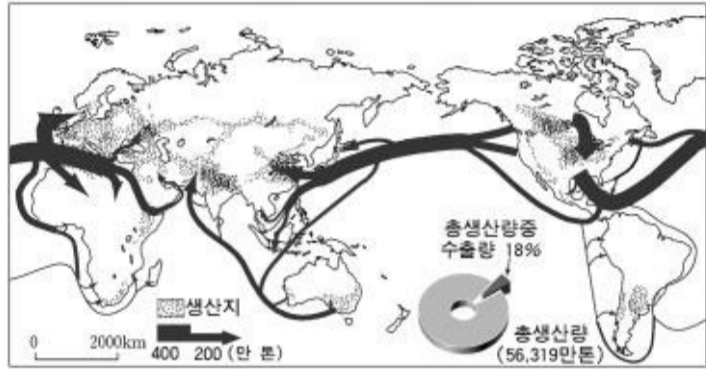 총생산량중
수출량 18%
생산지
0 2000km
400 200 (만 톤)
총생산량
(56,319만톤)